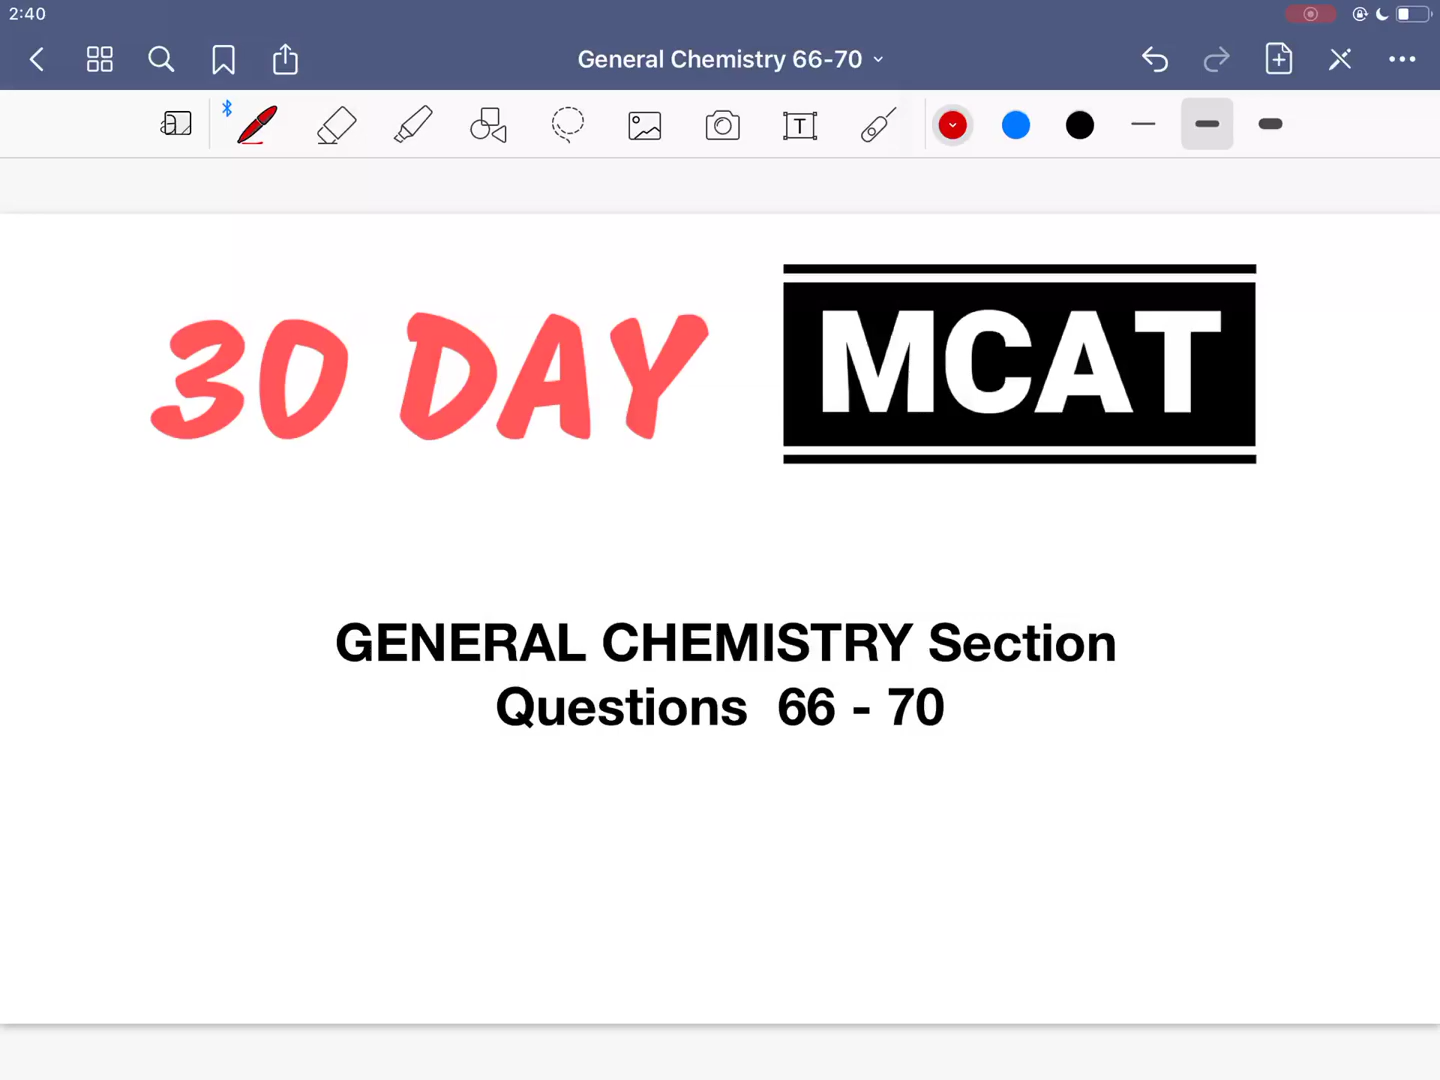 2:40
General Chemistry 66-70
30 DAY MCAT
GENERAL CHEMISTRY Section
Questions 66 - 70